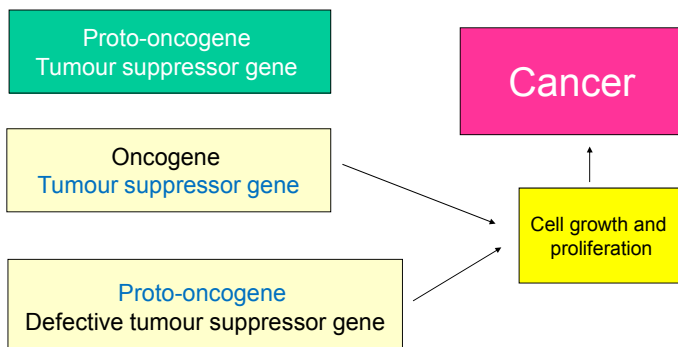 Proto-oncogene
Tumour suppressor gene
Cancer
Oncogene
Tumour suppressor gene
Cell growth and
proliferation
Proto-oncogene
Defective tumour suppressor gene